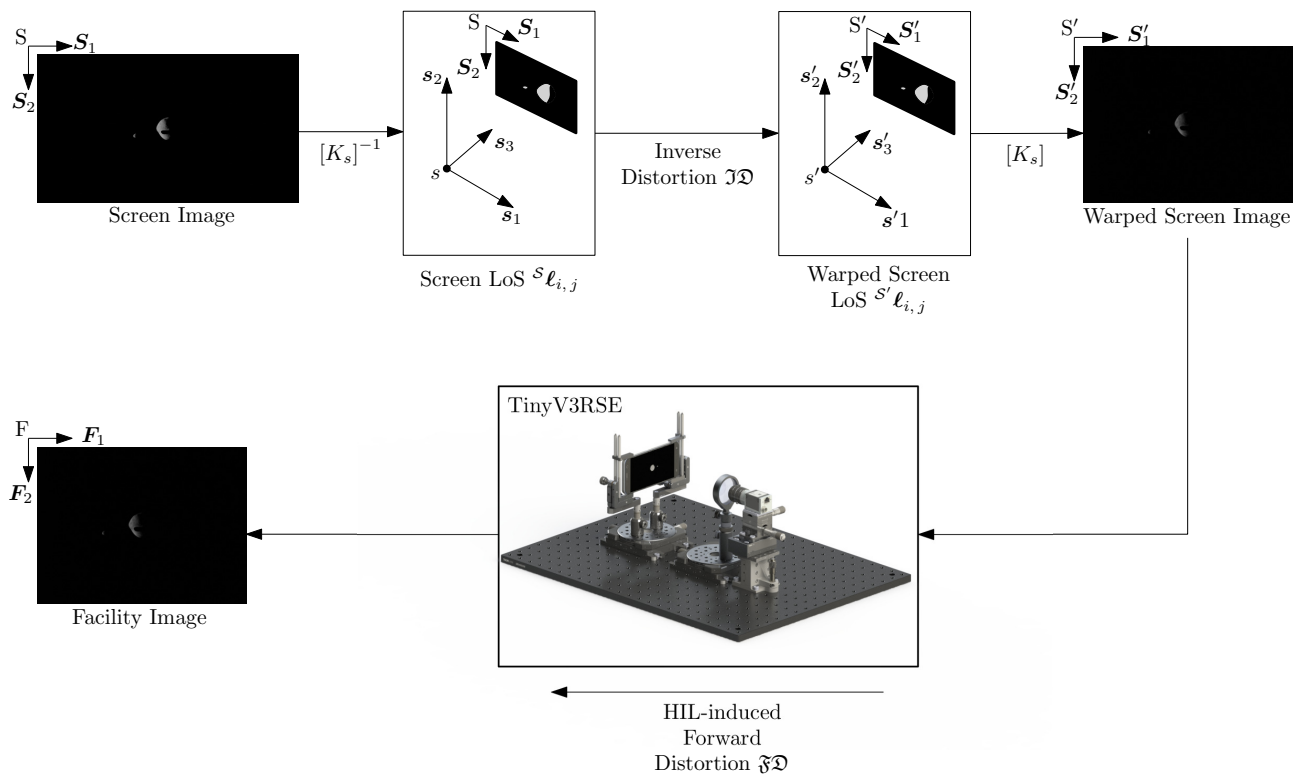 S
𝑺₁
𝑺₂
Screen Image
[Kₛ]⁻¹
S
𝑺₁
𝑺₂
𝒔₂
𝒔₃
s
𝒔₁
Screen LoS ^𝒮ℓ_{i, j}
Inverse
Distortion 𝕴𝕯
S′
𝑺′₁
𝑺′₂
𝒔′₂
𝒔′₃
s′
𝒔′1
Warped Screen
LoS ^𝒮′ℓ_{i, j}
[Kₛ]
S′
𝑺′₁
𝑺′₂
Warped Screen Image
TinyV3RSE
F
𝑭₁
𝑭₂
Facility Image
HIL-induced
Forward
Distortion 𝕱𝕯